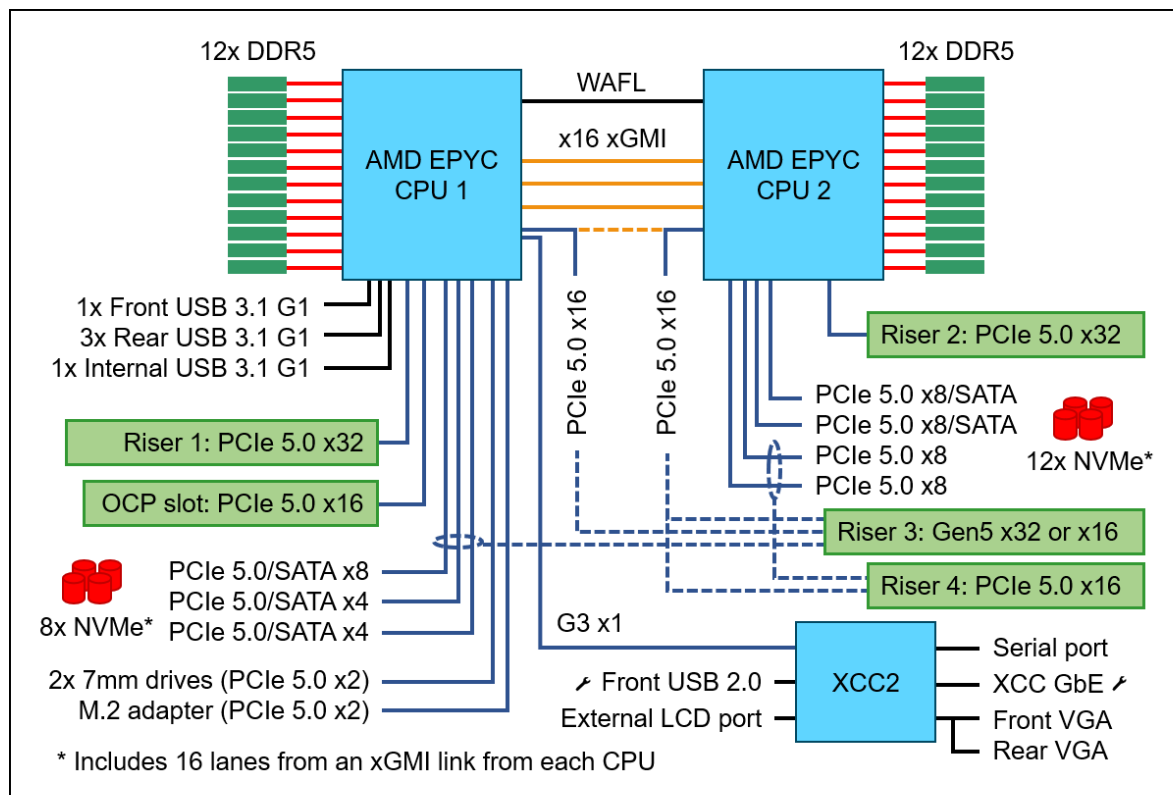 12x DDR5
12x DDR5
WAFL
x16 xGMI
AMD EPYC
CPU 1
AMD EPYC
CPU 2
1x Front USB 3.1 G1
3x Rear USB 3.1 G1
1x Internal USB 3.1 G1
PCIe 5.0 x16
PCIe 5.0 x16
Riser 2: PCIe 5.0 x32
PCIe 5.0 x8/SATA
PCIe 5.0 x8/SATA
PCIe 5.0 x8
PCIe 5.0 x8
12x NVMe*
Riser 1: PCIe 5.0 x32
OCP slot: PCIe 5.0 x16
Riser 3: Gen5 x32 or x16
Riser 4: PCIe 5.0 x16
PCIe 5.0/SATA x8
PCIe 5.0/SATA x4
PCIe 5.0/SATA x4
8x NVMe*
G3 x1
2x 7mm drives (PCIe 5.0 x2)
M.2 adapter (PCIe 5.0 x2)
Front USB 2.0
External LCD port
XCC2
Serial port
XCC GbE
Front VGA
Rear VGA
* Includes 16 lanes from an xGMI link from each CPU